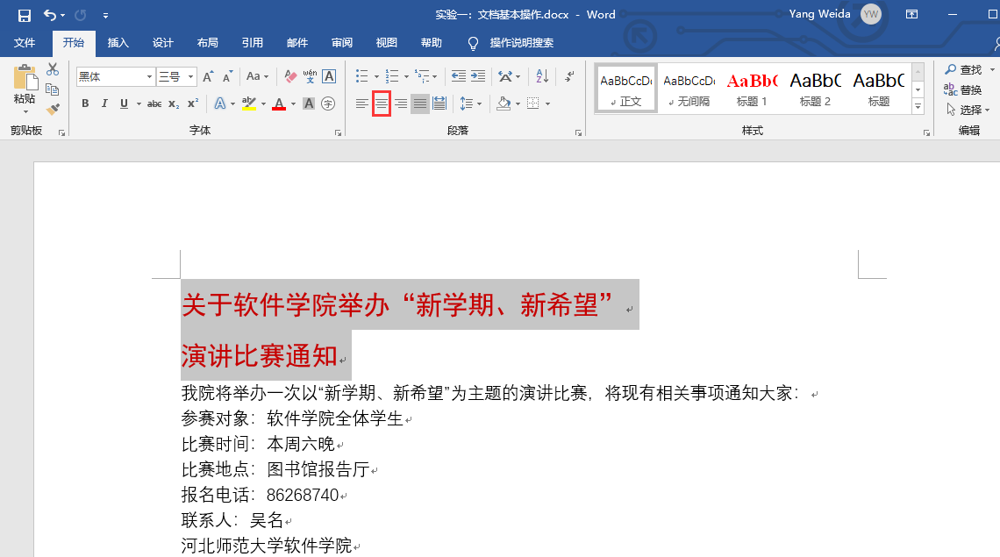 实验一：文档基本操作.docx - Word
Yang Weida YW
文件 开始 插入 设计 布局 引用 邮件 审阅 视图 帮助 操作说明搜索
粘贴
剪贴板
黑体 三号 A A Aa wén 文 A
B I U abc x₂ x² A ab A A 字
字体
段落
AaBbCcDı AaBbCcDı AaBb( AaBbC AaBbC
正文 无间隔 标题 1 标题 2 标题
样式
查找
替换
选择
编辑
关于软件学院举办“新学期、新希望”
演讲比赛通知
我院将举办一次以“新学期、新希望”为主题的演讲比赛，将现有相关事项通知大家：
参赛对象：软件学院全体学生
比赛时间：本周六晚
比赛地点：图书馆报告厅
报名电话：86268740
联系人：吴名
河北师范大学软件学院